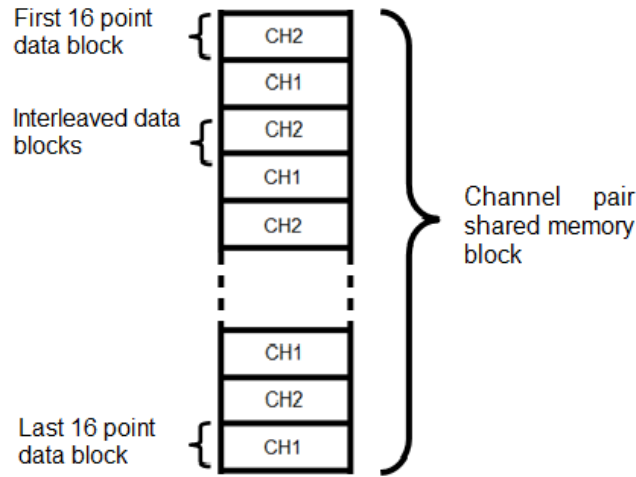 First 16 point
data block
CH2
CH1
Interleaved data
blocks
CH2
CH1
CH2
Channel pair
shared memory
block
CH1
CH2
Last 16 point
data block
CH1